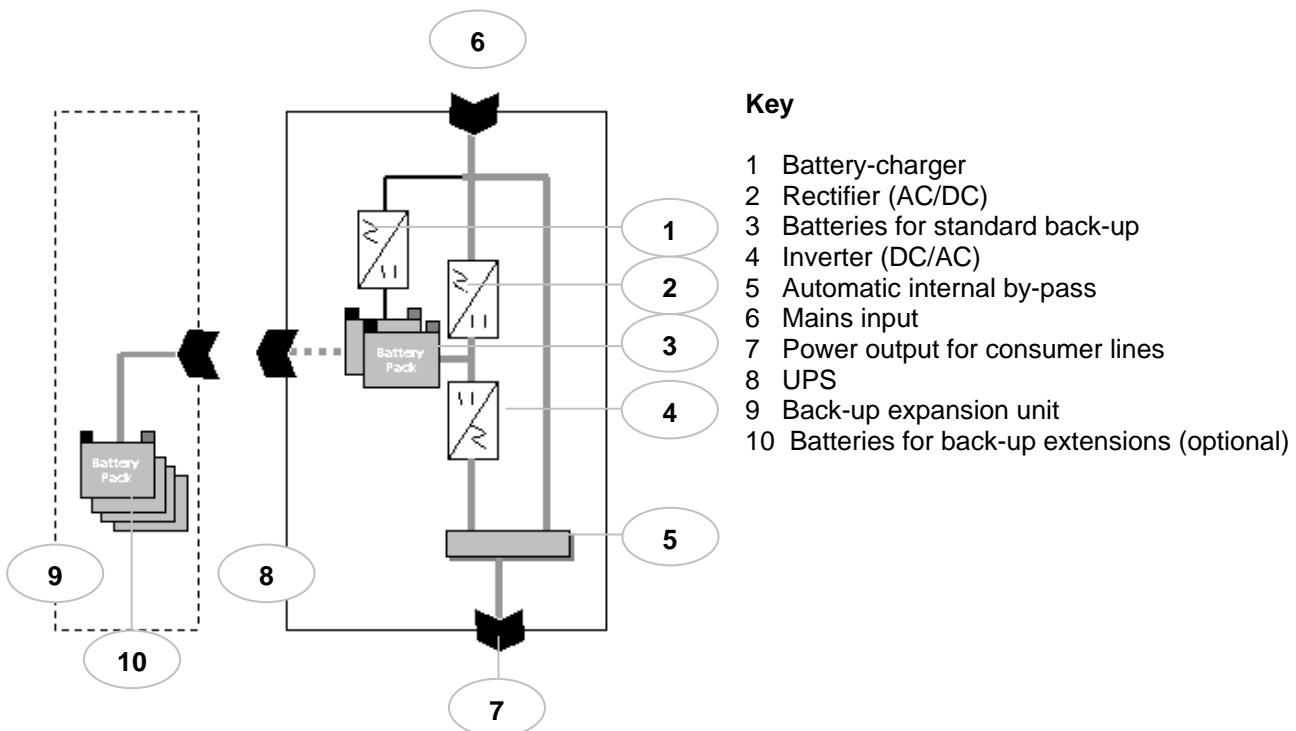 6
Key
1 Battery-charger
2 Rectifier (AC/DC)
3 Batteries for standard back-up
4 Inverter (DC/AC)
5 Automatic internal by-pass
6 Mains input
7 Power output for consumer lines
8 UPS
9 Back-up expansion unit
10 Batteries for back-up extensions (optional)
1
2
3
Battery
Pack
4
Battery
Pack
5
9
8
10
7